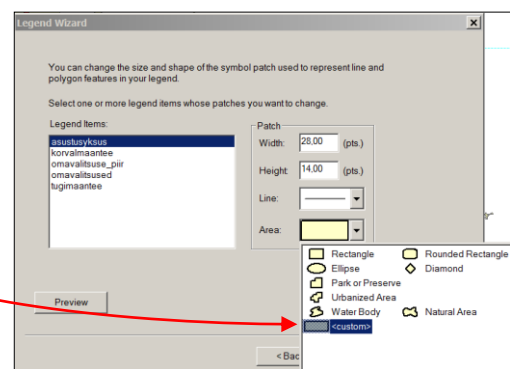 Legend Wizard
You can change the size and shape of the symbol patch used to represent line and
polygon features in your legend.
Select one or more legend items whose patches you want to change.
Legend Items:
asustusyksus
korvalmaantee
omavalitsuse_piir
omavalitsused
tugimaantee
Patch
Width: 28,00 (pts.)
Height: 14,00 (pts.)
Line:
Area:
Rectangle Rounded Rectangle
Ellipse Diamond
Park or Preserve
Urbanized Area
Water Body Natural Area
<custom>
Preview
< Bac